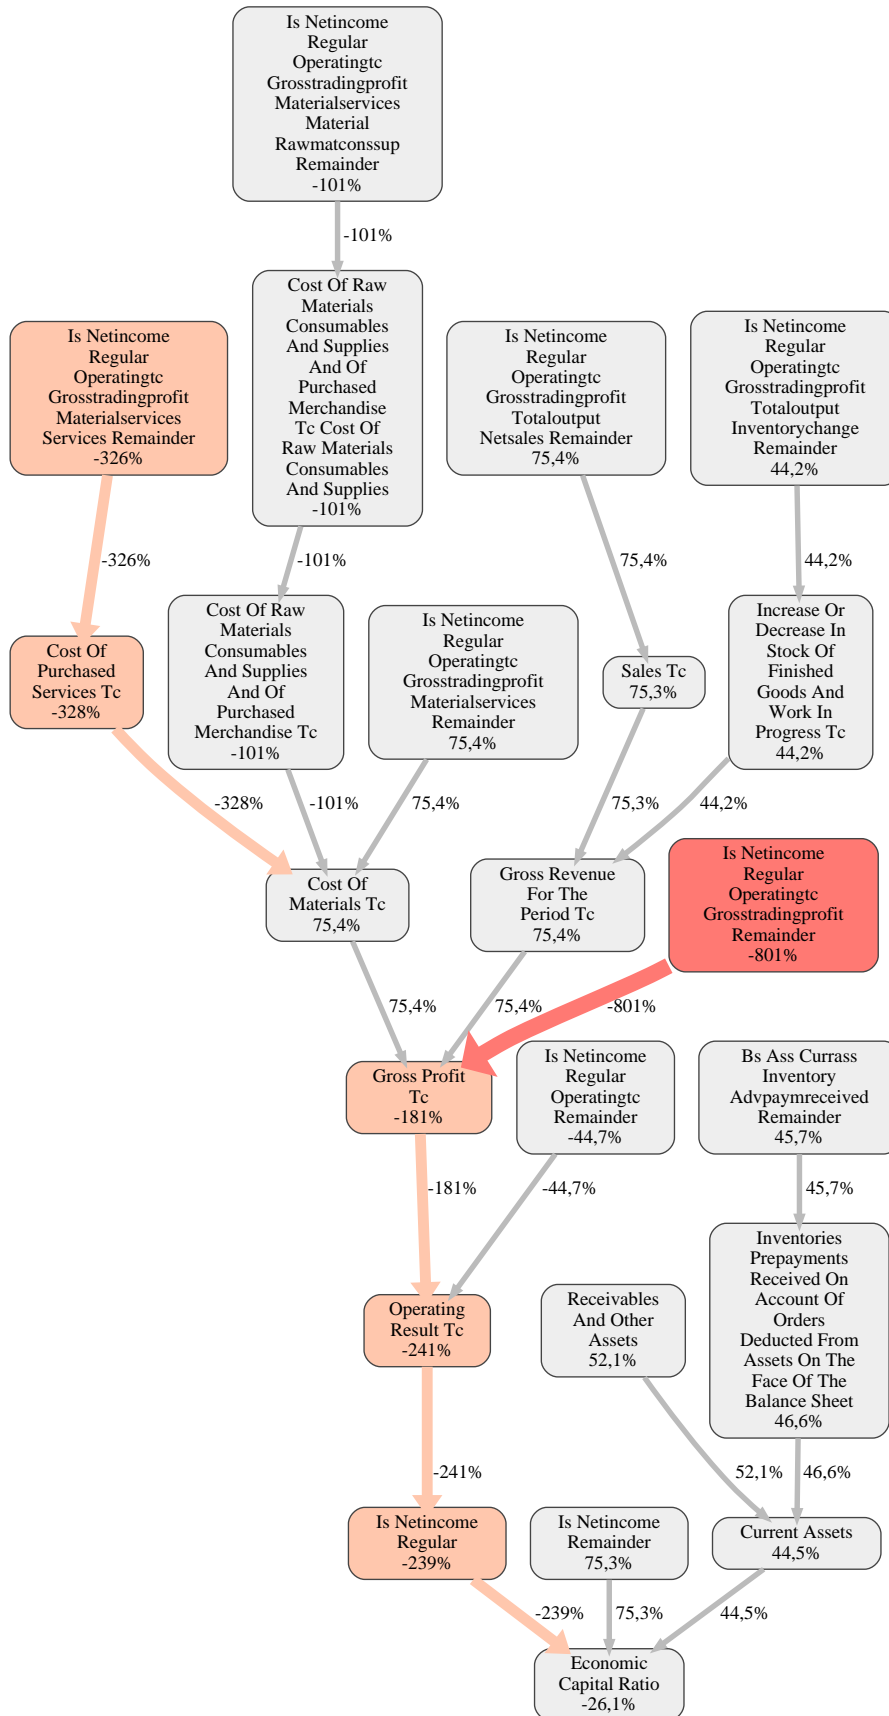 Is Netincome
Regular
Operatingtc
Grosstradingprofit
Materialservices
Material
Rawmatconssup
Remainder
-101%
-101%
Cost Of Raw
Materials
Consumables
And Supplies
And Of
Purchased
Merchandise
Tc Cost Of
Raw Materials
Consumables
And Supplies
-101%
Is Netincome
Regular
Operatingtc
Grosstradingprofit
Materialservices
Services Remainder
-326%
Is Netincome
Regular
Operatingtc
Grosstradingprofit
Totaloutput
Netsales Remainder
75,4%
Is Netincome
Regular
Operatingtc
Grosstradingprofit
Totaloutput
Inventorychange
Remainder
44,2%
-326%
-101%
75,4%
44,2%
Cost Of
Purchased
Services Tc
-328%
Cost Of Raw
Materials
Consumables
And Supplies
And Of
Purchased
Merchandise Tc
-101%
Is Netincome
Regular
Operatingtc
Grosstradingprofit
Materialservices
Remainder
75,4%
Sales Tc
75,3%
Increase Or
Decrease In
Stock Of
Finished
Goods And
Work In
Progress Tc
44,2%
-328%
-101%
75,4%
75,3%
44,2%
Cost Of
Materials Tc
75,4%
Gross Revenue
For The
Period Tc
75,4%
Is Netincome
Regular
Operatingtc
Grosstradingprofit
Remainder
-801%
75,4%
75,4%
-801%
Gross Profit
Tc
-181%
Is Netincome
Regular
Operatingtc
Remainder
-44,7%
Bs Ass Currass
Inventory
Advpaymreceived
Remainder
45,7%
-181%
-44,7%
45,7%
Operating
Result Tc
-241%
Receivables
And Other
Assets
52,1%
Inventories
Prepayments
Received On
Account Of
Orders
Deducted From
Assets On The
Face Of The
Balance Sheet
46,6%
-241%
52,1%
46,6%
Is Netincome
Regular
-239%
Is Netincome
Remainder
75,3%
Current Assets
44,5%
-239%
75,3%
44,5%
Economic
Capital Ratio
-26,1%